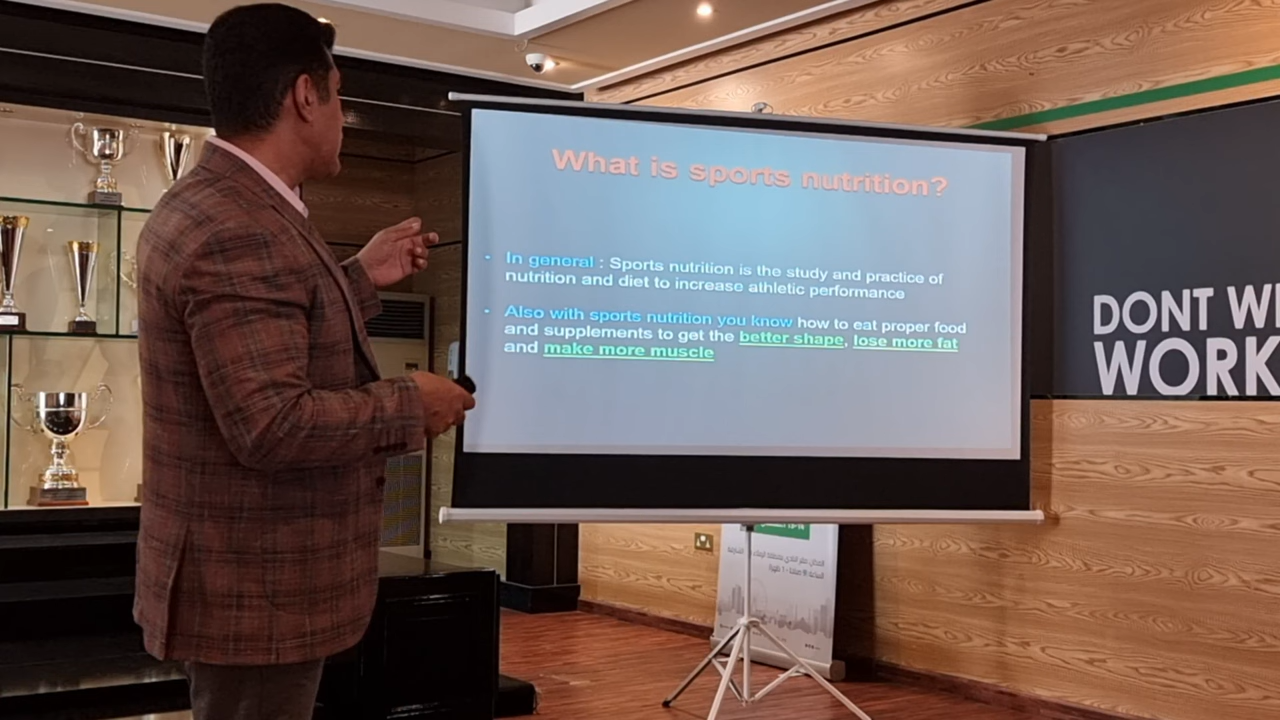 What is sports nutrition?
• In general : Sports nutrition is the study and practice of
nutrition and diet to increase athletic performance
• Also with sports nutrition you know how to eat proper food
and supplements to get the better shape, lose more fat
and make more muscle
DONT WI
WORK